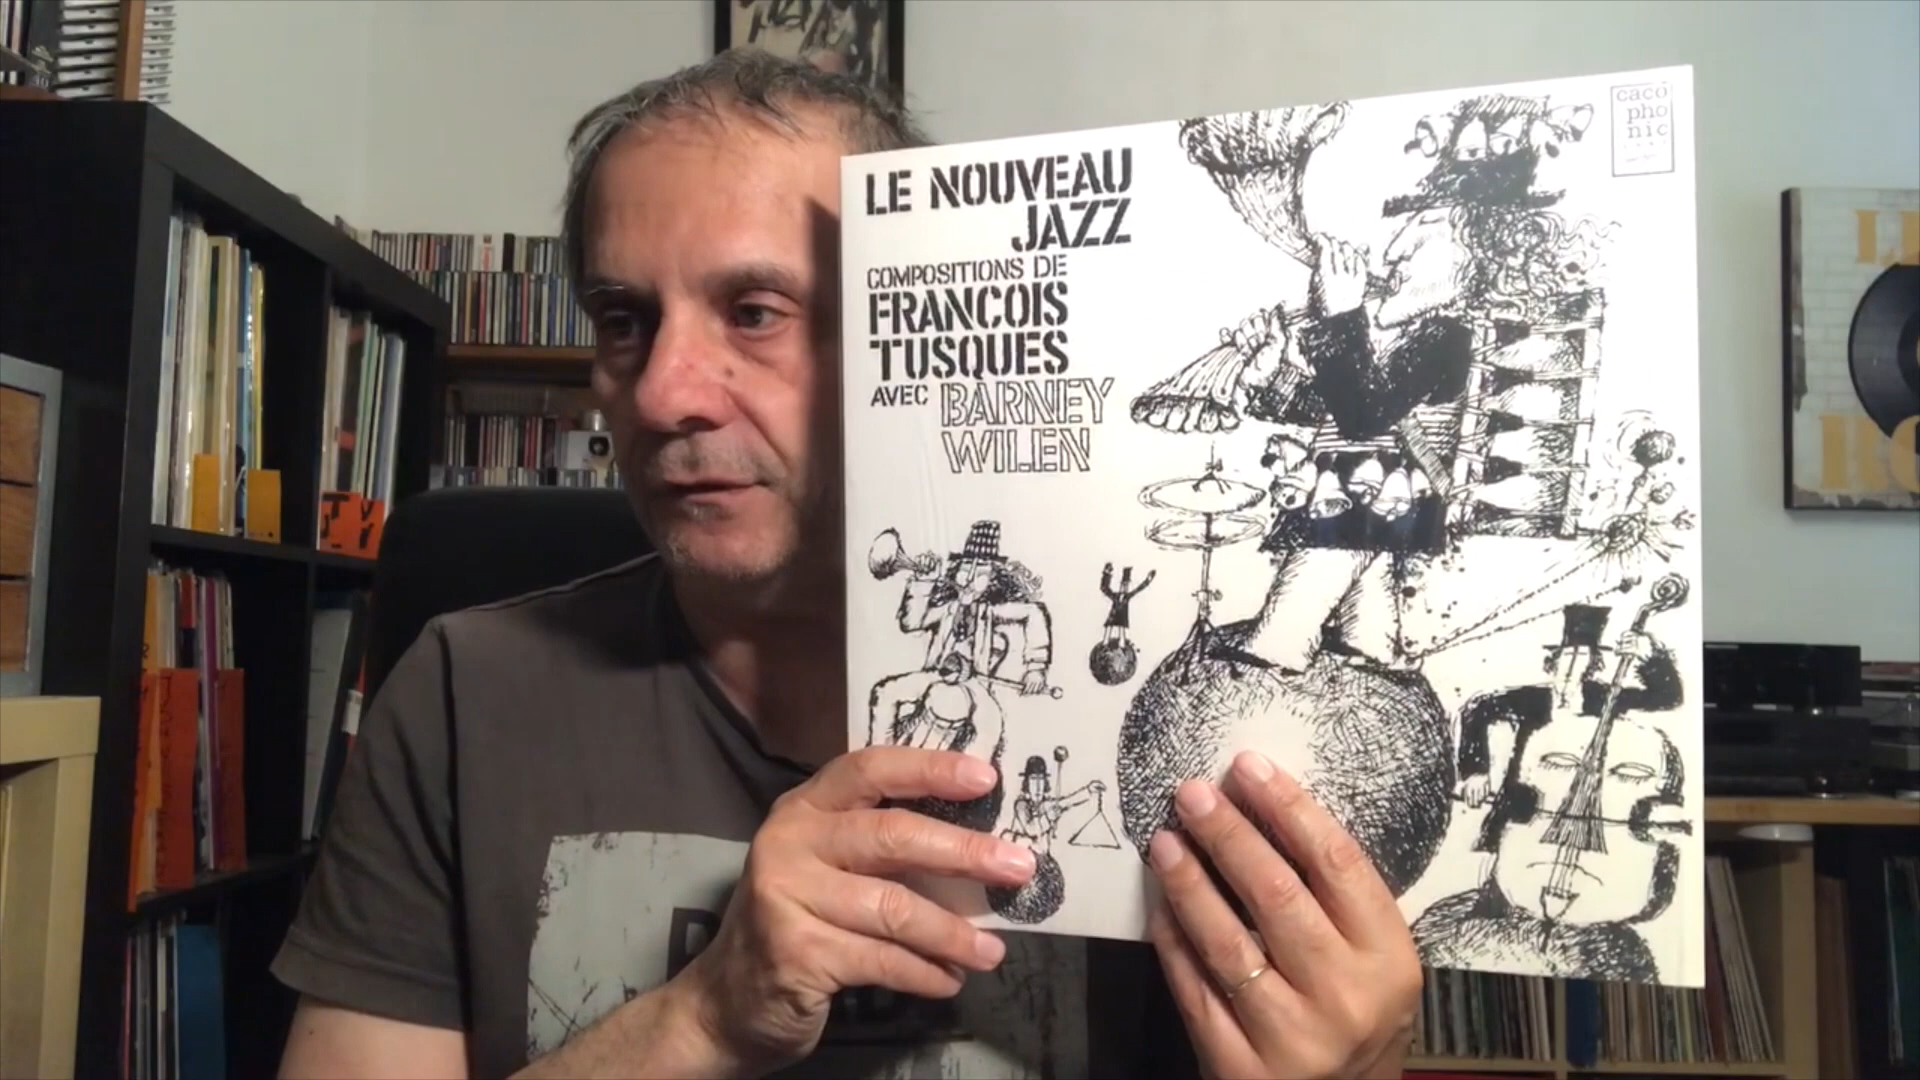 LE NOUVEAU
JAZZ
COMPOSITIONS DE
FRANCOIS
TUSQUES
AVEC BARNEY
WILEN
caco
pho
nic